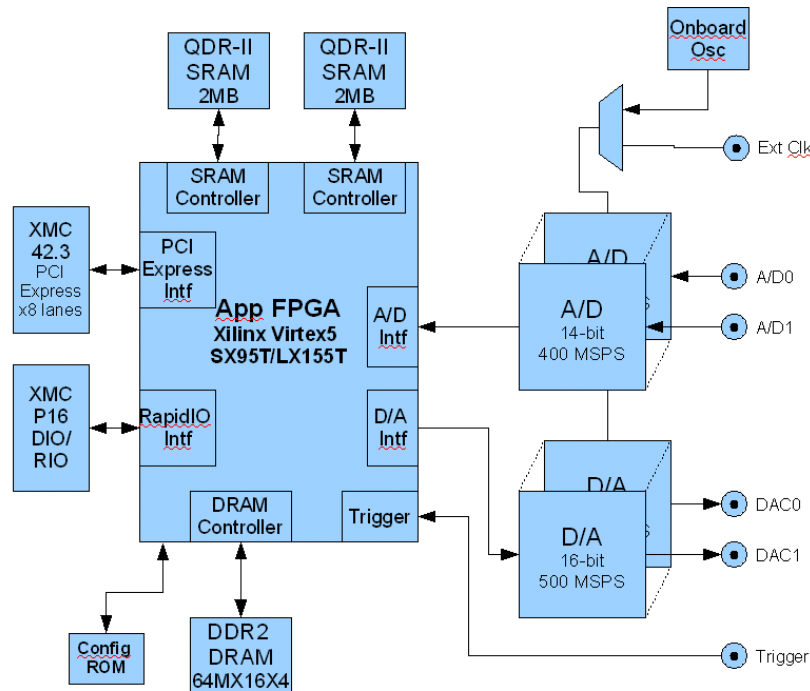 QDR-II
SRAM
2MB
QDR-II
SRAM
2MB
Onboard
Osc
Ext Clk
SRAM
Controller
SRAM
Controller
XMC
42.3
PCI
Express
x8 lanes
PCI
Express
Intf
App FPGA
Xilinx Virtex5
SX95T/LX155T
A/D
Intf
A/D
A/D
14-bit
400 MSPS
A/D0
A/D1
XMC
P16
DIO/
RIO
RapidIO
Intf
D/A
Intf
D/A
D/A
16-bit
500 MSPS
DAC0
DAC1
DRAM
Controller
Trigger
Config
ROM
DDR2
DRAM
64MX16X4
Trigger